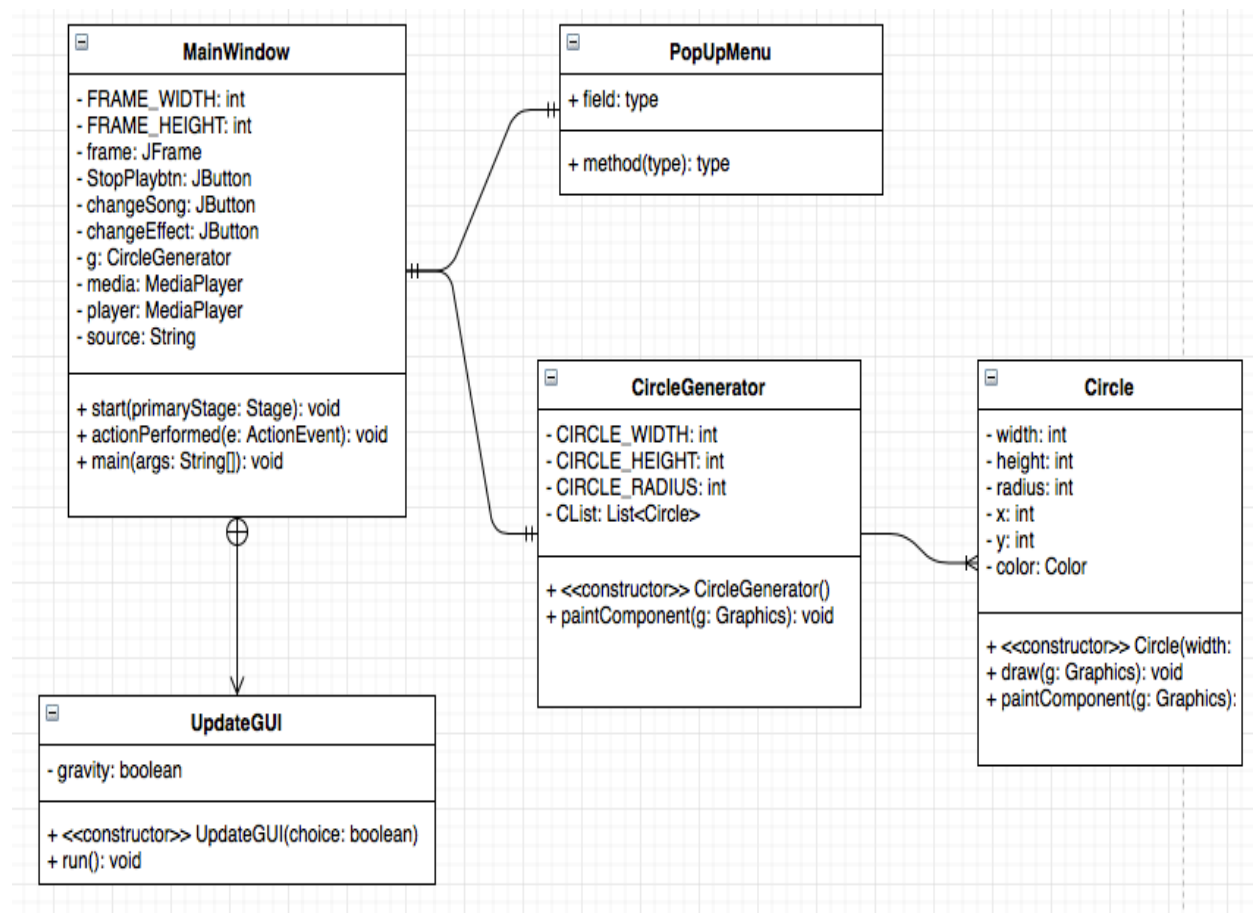 MainWindow
- FRAME_WIDTH: int
- FRAME_HEIGHT: int
- frame: JFrame
- StopPlaybtn: JButton
- changeSong: JButton
- changeEffect: JButton
- g: CircleGenerator
- media: MediaPlayer
- player: MediaPlayer
- source: String
+ start(primaryStage: Stage): void
+ actionPerformed(e: ActionEvent): void
+ main(args: String[]): void
PopUpMenu
+ field: type
+ method(type): type
CircleGenerator
- CIRCLE_WIDTH: int
- CIRCLE_HEIGHT: int
- CIRCLE_RADIUS: int
- CList: List<Circle>
+ <<constructor>> CircleGenerator()
+ paintComponent(g: Graphics): void
Circle
- width: int
- height: int
- radius: int
- x: int
- y: int
- color: Color
+ <<constructor>> Circle(width:
+ draw(g: Graphics): void
+ paintComponent(g: Graphics):
UpdateGUI
- gravity: boolean
+ <<constructor>> UpdateGUI(choice: boolean)
+ run(): void